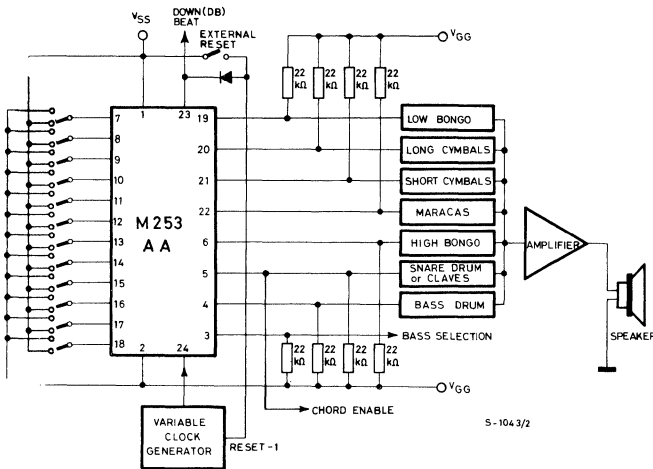 VSS
DOWN(DB)
BEAT
EXTERNAL
RESET
VGG
22
kΩ
22
kΩ
22
kΩ
22
kΩ
1
23
7
8
9
10
11
12
13
14
15
16
17
18
M253
AA
19
20
21
22
6
5
4
3
2
24
LOW BONGO
LONG CYMBALS
SHORT CYMBALS
MARACAS
HIGH BONGO
SNARE DRUM
or CLAVES
BASS DRUM
AMPLIFIER
SPEAKER
BASS SELECTION
22
kΩ
22
kΩ
22
kΩ
22
kΩ
VGG
CHORD ENABLE
S-1043/2
VARIABLE
CLOCK
GENERATOR
RESET-1